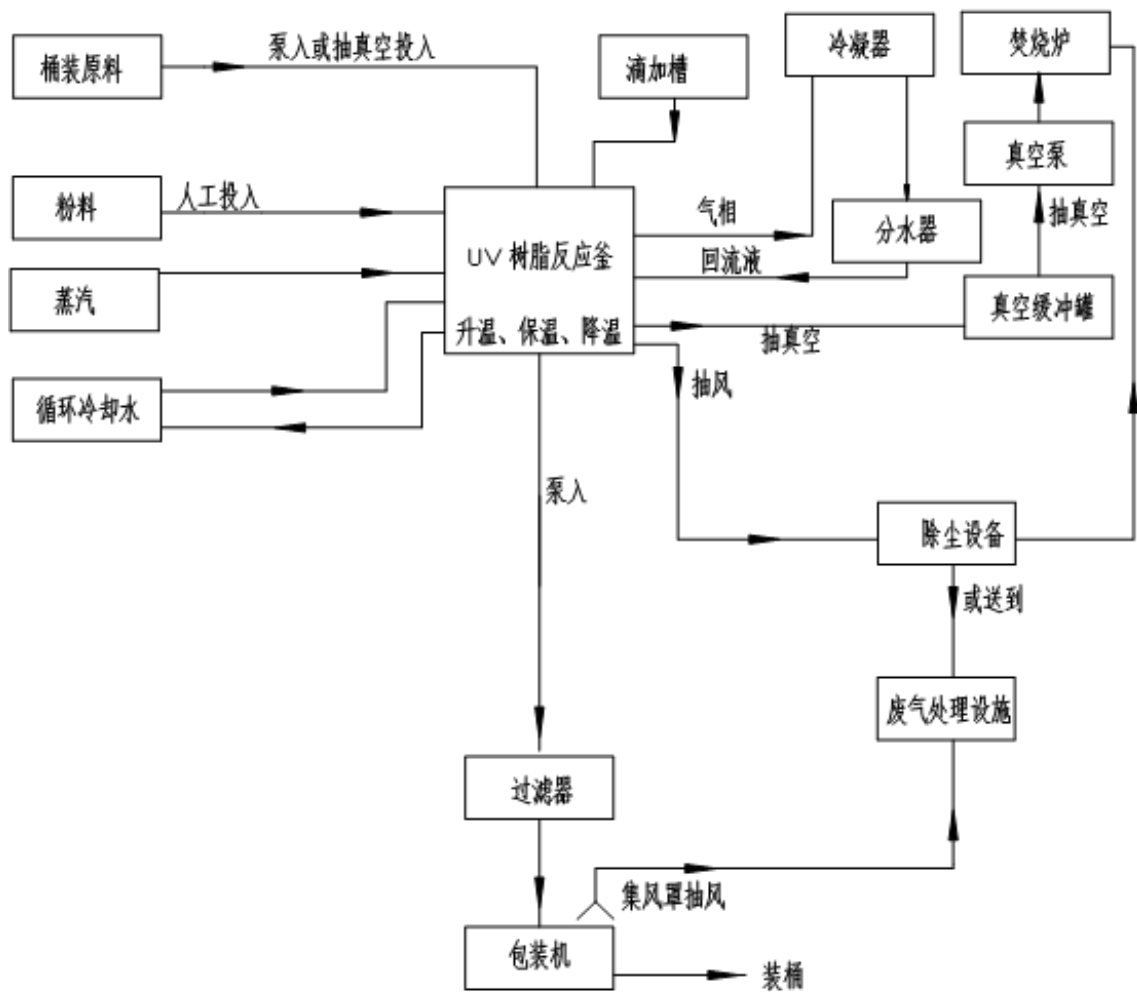 桶装原料
泵入或抽真空投入
滴加槽
冷凝器
焚烧炉
真空泵
粉料
人工投入
气相
分水器
抽真空
UV 树脂反应釜
回流液
蒸汽
真空缓冲罐
升温、保温、降温
抽真空
抽风
循环冷却水
泵入
除尘设备
或送到
废气处理设施
过滤器
集风罩抽风
包装机
装桶